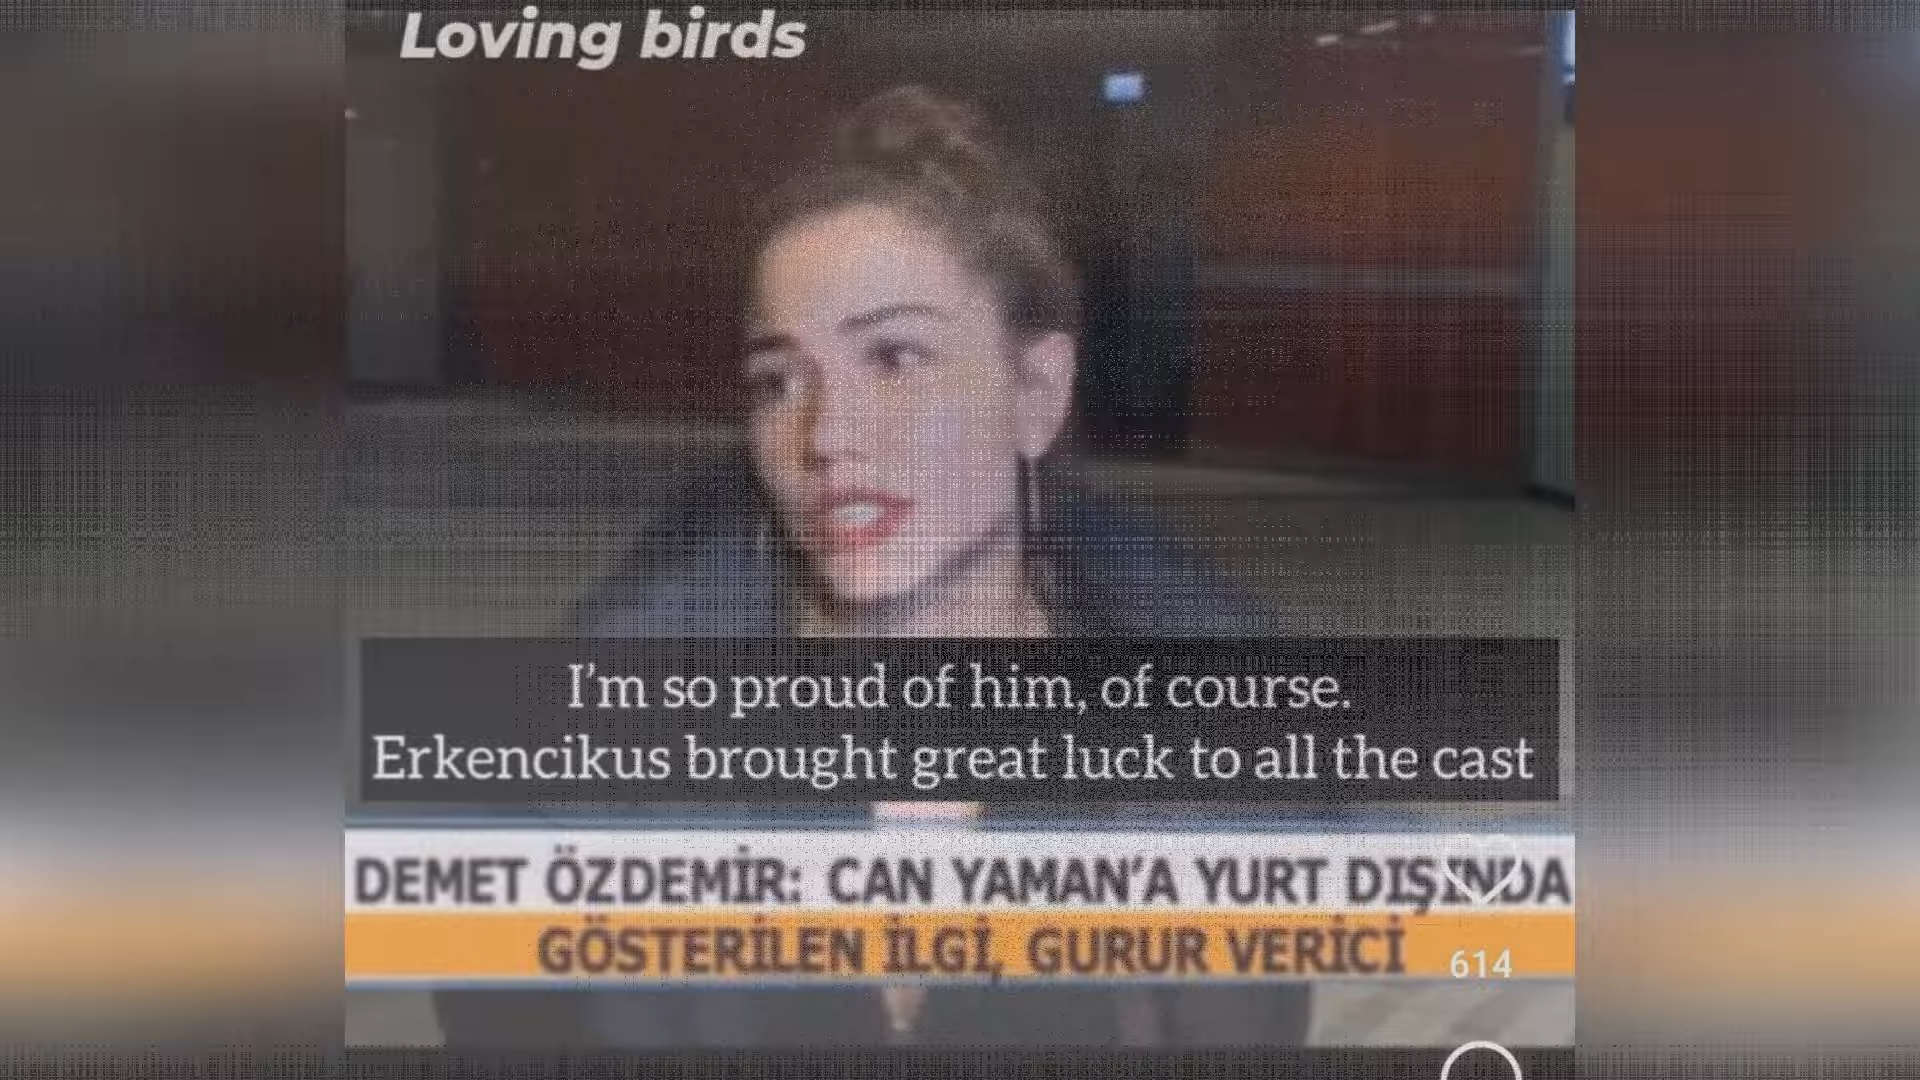 Loving birds
I'm so proud of him, of course.
Erkencikus brought great luck to all the cast
DEMET ÖZDEMİR: CAN YAMAN'A YURT DIŞINDA
GÖSTERİLEN İLGİ, GURUR VERİCİ
614